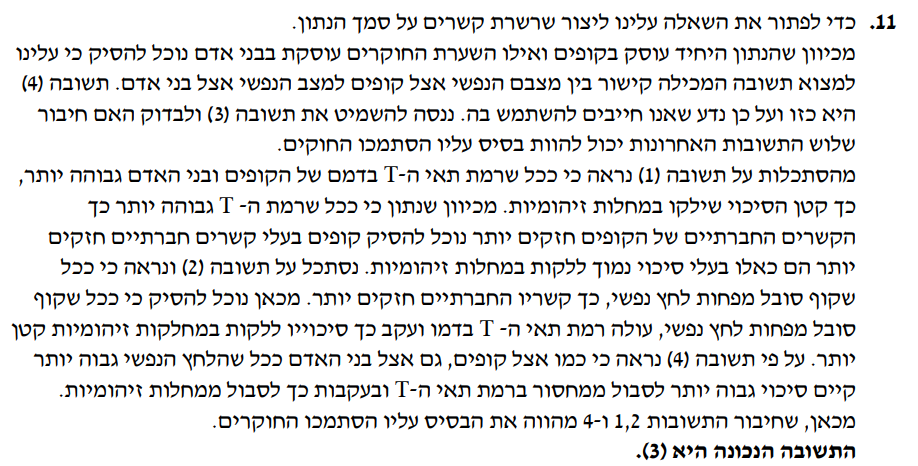 11. כדי לפתור את השאלה עלינו ליצור שרשרת קשרים על סמך הנתון.
מכיוון שהנתון היחיד עוסק בקופים ואילו השערת החוקרים עוסקת בבני אדם נוכל להסיק כי עלינו
למצוא תשובה המכילה קישור בין מצבם הנפשי אצל קופים למצב הנפשי אצל בני אדם. תשובה (4)
היא כזו ועל כן נדע שאנו חייבים להשתמש בה. ננסה להשמיט את תשובה (3) ולבדוק האם חיבור
שלוש התשובות האחרונות יכול להוות בסיס עליו הסתמכו החוקים.
מהסתכלות על תשובה (1) נראה כי ככל שרמת תאי ה-T בדמם של הקופים ובני האדם גבוהה יותר,
כך קטן הסיכוי שילקו במחלות זיהומיות. מכיוון שנתון כי ככל שרמת ה- T גבוהה יותר כך
הקשרים החברתיים של הקופים חזקים יותר נוכל להסיק קופים בעלי קשרים חברתיים חזקים
יותר הם כאלו בעלי סיכוי נמוך ללקות במחלות זיהומיות. נסתכל על תשובה (2) ונראה כי ככל
שקוף סובל מפחות לחץ נפשי, כך קשריו החברתיים חזקים יותר. מכאן נוכל להסיק כי ככל שקוף
סובל מפחות לחץ נפשי, עולה רמת תאי ה- T בדמו ועקב כך סיכוייו ללקות במחלקות זיהומיות קטן
יותר. על פי תשובה (4) נראה כי כמו אצל קופים, גם אצל בני האדם ככל שהלחץ הנפשי גבוה יותר
קיים סיכוי גבוה יותר לסבול ממחסור ברמת תאי ה-T ובעקבות כך לסבול ממחלות זיהומיות.
מכאן, שחיבור התשובות 1,2 ו-4 מהווה את הבסיס עליו הסתמכו החוקרים.
התשובה הנכונה היא (3).